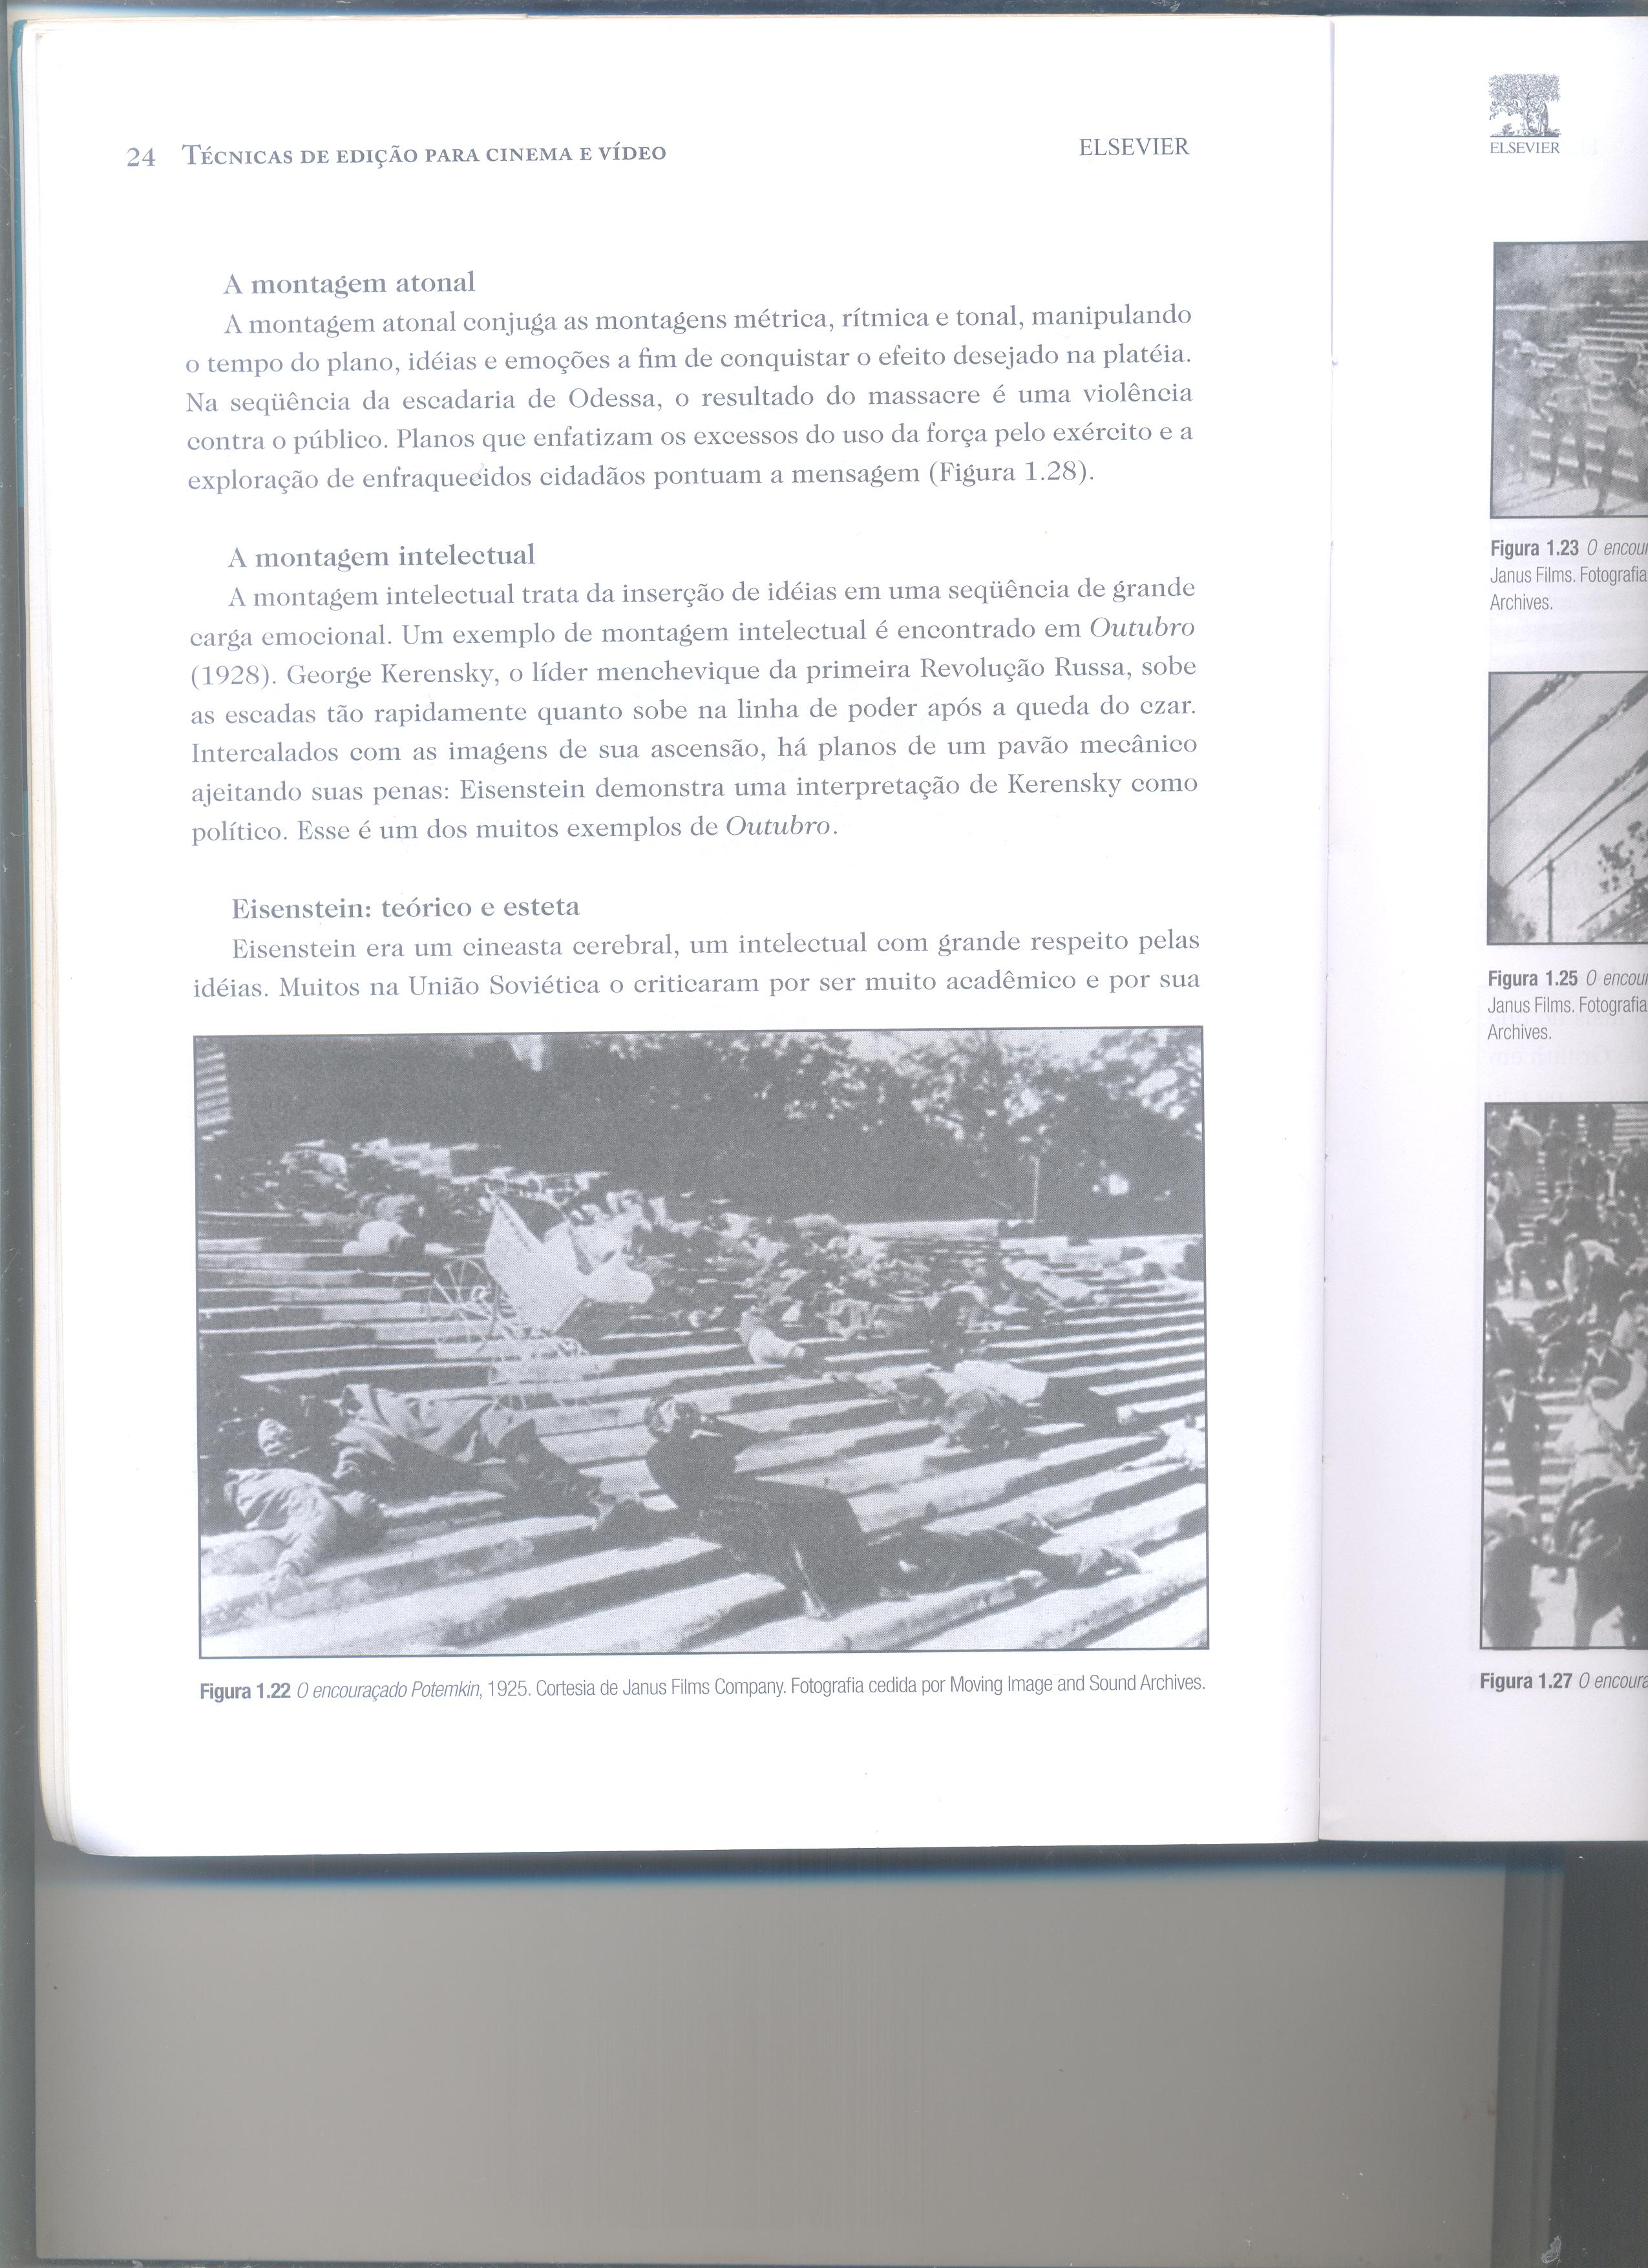 24 TÉCNICAS DE EDIÇÃO PARA CINEMA E VÍDEO
ELSEVIER
A montagem atonal
A montagem atonal conjuga as montagens métrica, rítmica e tonal, manipulando
o tempo do plano, idéias e emoções a fim de conquistar o efeito desejado na platéia.
Na seqüência da escadaria de Odessa, o resultado do massacre é uma violência
contra o público. Planos que enfatizam os excessos do uso da força pelo exército e a
exploração de enfraquecidos cidadãos pontuam a mensagem (Figura 1.28).
A montagem intelectual
A montagem intelectual trata da inserção de idéias em uma seqüência de grande
carga emocional. Um exemplo de montagem intelectual é encontrado em Outubro
(1928). George Kerensky, o líder menchevique da primeira Revolução Russa, sobe
as escadas tão rapidamente quanto sobe na linha de poder após a queda do czar.
Intercalados com as imagens de sua ascensão, há planos de um pavão mecânico
ajeitando suas penas: Eisenstein demonstra uma interpretação de Kerensky como
político. Esse é um dos muitos exemplos de Outubro.
Eisenstein: teórico e esteta
Eisenstein era um cineasta cerebral, um intelectual com grande respeito pelas
idéias. Muitos na União Soviética o criticaram por ser muito acadêmico e por sua
Figura 1.22 O encouraçado Potemkin, 1925. Cortesia de Janus Films Company. Fotografia cedida por Moving Image and Sound Archives.
ELSEVIER
Figura 1.23 O encour
Janus Films. Fotografia
Archives.
Figura 1.25 O encour
Janus Films. Fotografia
Archives.
Figura 1.27 O encoura